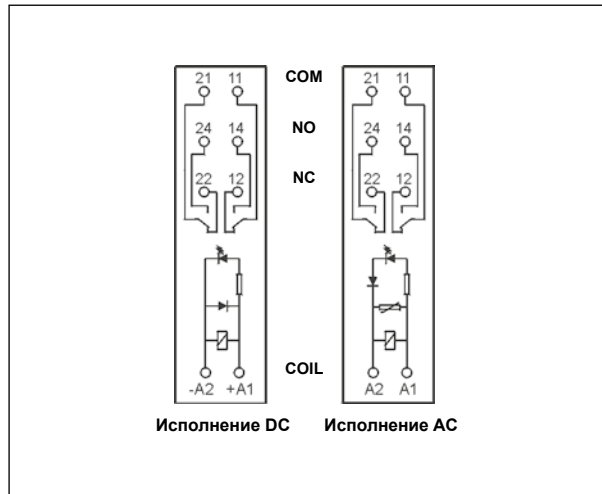 21 11 COM 21 11
24 14 NO 24 14
22 12 NC 22 12
-A2 +A1 COIL A2 A1
Исполнение DC Исполнение AC